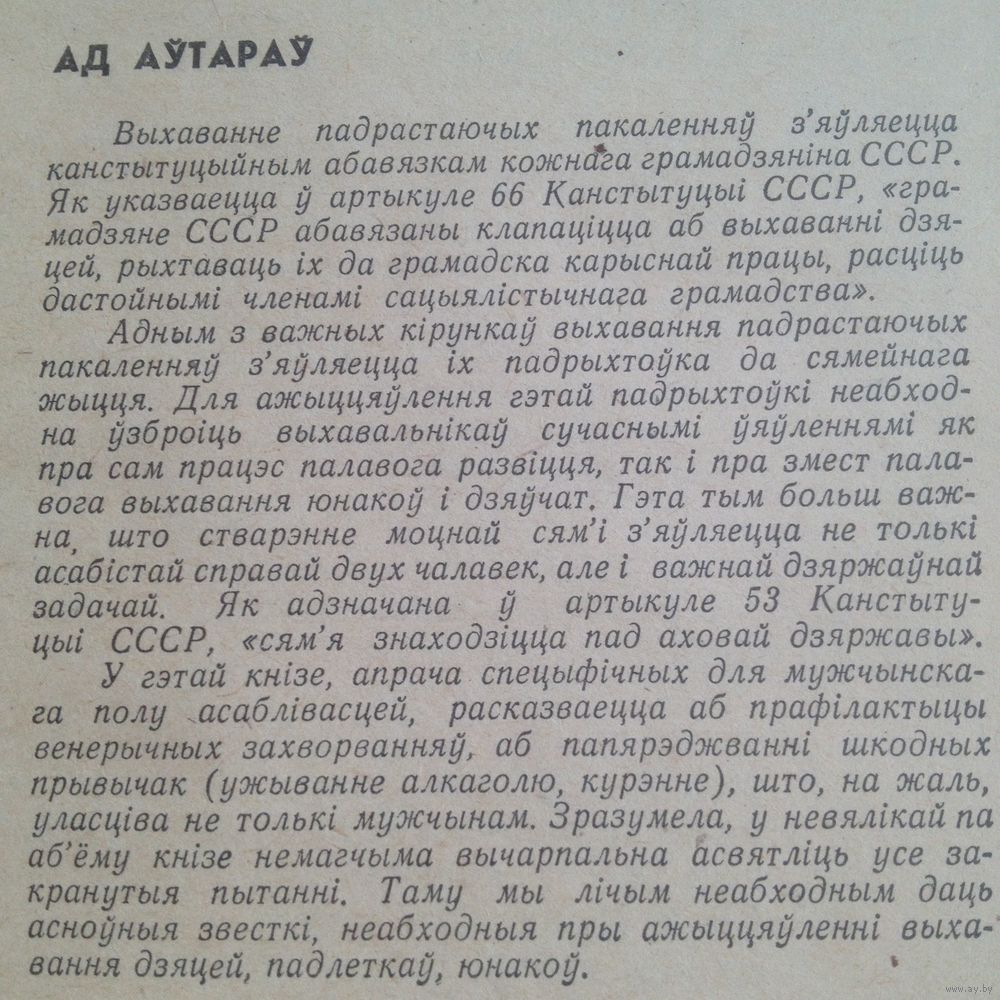 АД АЎТАРАЎ
Выхаванне падрастаючых пакаленняў з’яўляецца
канстытуцыйным абавязкам кожнага грамадзяніна СССР.
Як указваецца ў артыкуле 66 Канстытуцыі СССР, «гра-
мадзяне СССР абавязаны клапаціцца аб выхаванні дзя-
цей, рыхтаваць іх да грамадска карыснай працы, расціць
дастойнымі членамі сацыялістычнага грамадства».
Адным з важных кірункаў выхавання падрастаючых
пакаленняў з’яўляецца іх падрыхтоўка да сямейнага
жыцця. Для ажыццяўлення гэтай падрыхтоўкі неабход-
на ўзброіць выхавальнікаў сучаснымі ўяўленнямі як
пра сам працэс палавога развіцця, так і пра змест пала-
вога выхавання юнакоў і дзяўчат. Гэта тым больш важ-
на, што стварэнне моцнай сям’і з’яўляецца не толькі
асабістай справай двух чалавек, але і важнай дзяржаўнай
задачай. Як адзначана ў артыкуле 53 Канстыту-
цыі СССР, «сям’я знаходзіцца пад аховай дзяржавы».
У гэтай кнізе, апрача спецыфічных для мужчынска-
га полу асаблівасцей, расказваецца аб прафілактыцы
венерычных захворванняў, аб папярэджванні шкодных
прывычак (ужыванне алкаголю, курэнне), што, на жаль,
уласціва не толькі мужчынам. Зразумела, у невялікай па
аб’ёму кнізе немагчыма вычарпальна асвятліць усе за-
кранутыя пытанні. Таму мы лічым неабходным даць
асноўныя звесткі, неабходныя пры ажыццяўленні выха-
вання дзяцей, падлеткаў, юнакоў.
www.ay.by